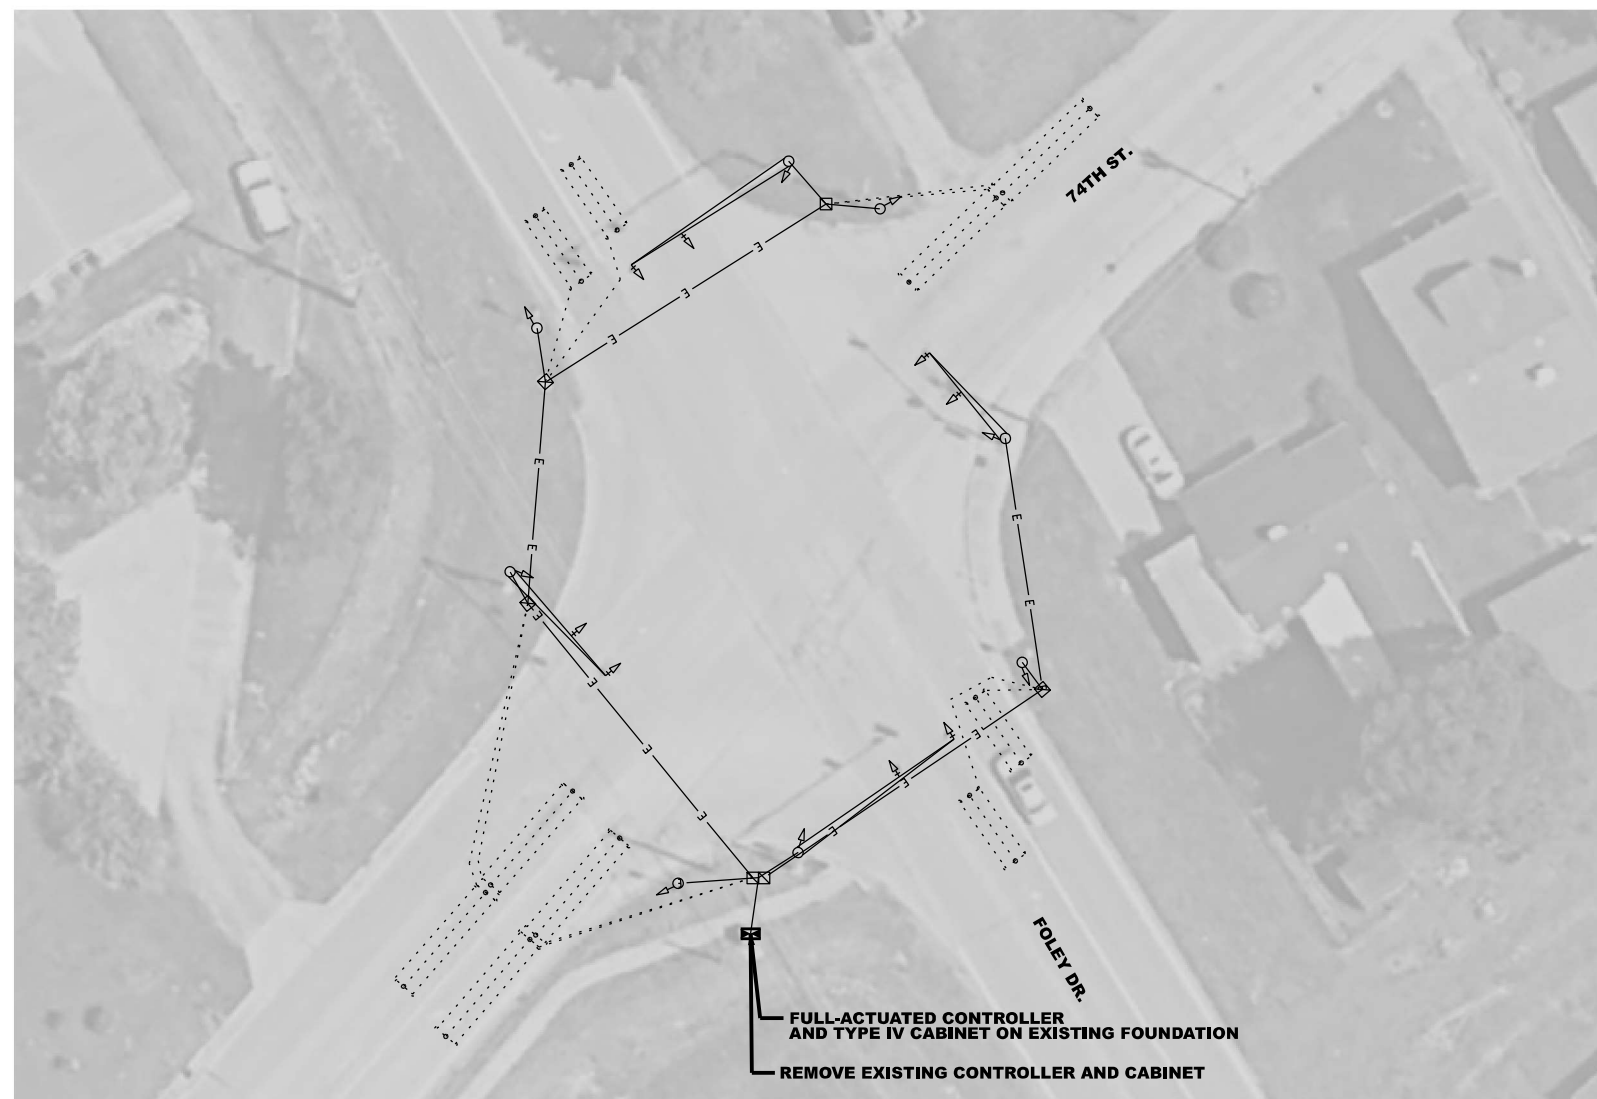 74TH ST.
E
E
E
E
E
E
E
E
E
E
E
E
E
E
FOLEY DR.
FULL-ACTUATED CONTROLLER
AND TYPE IV CABINET ON EXISTING FOUNDATION
REMOVE EXISTING CONTROLLER AND CABINET